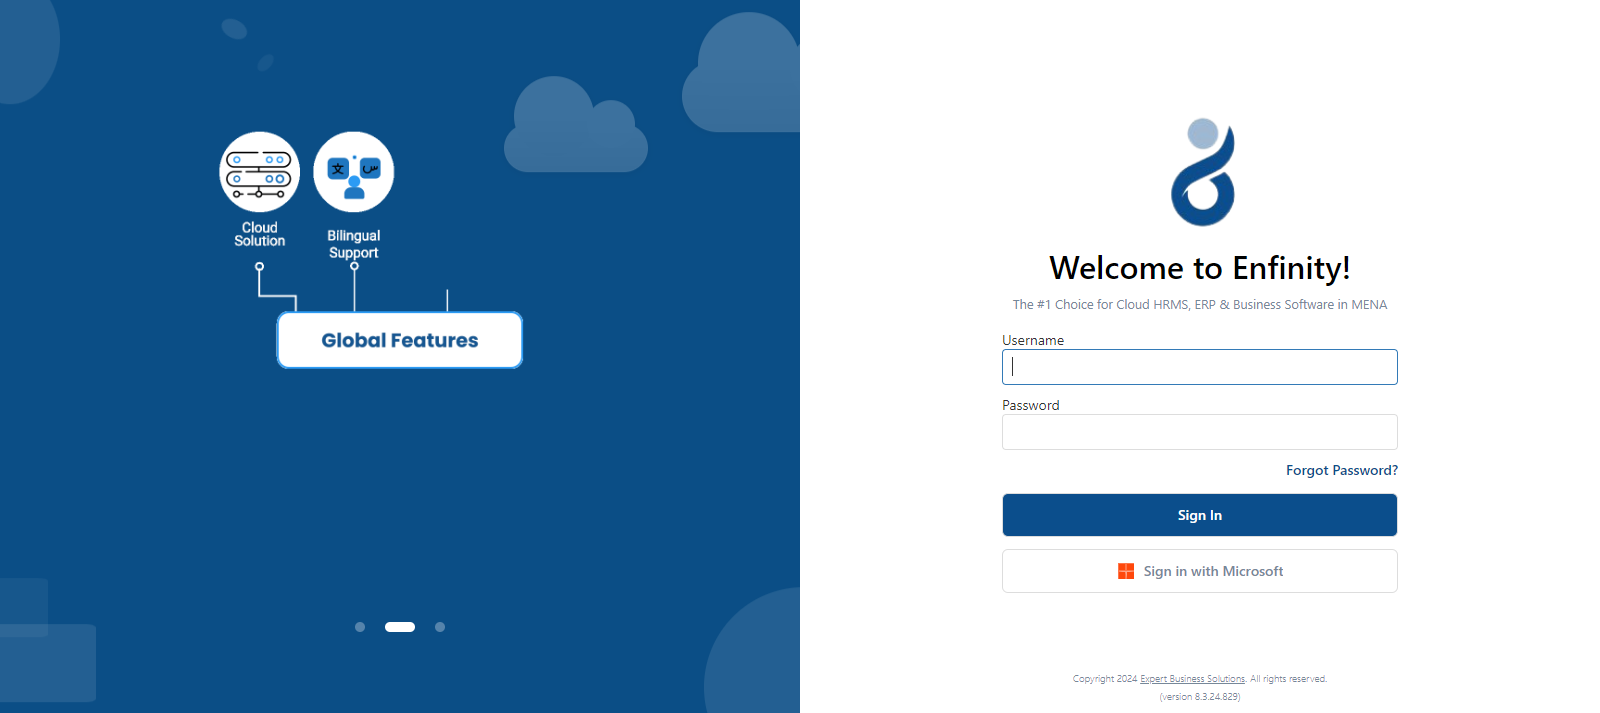 Cloud
Solution
Bilingual
Support
文
س
Global Features
Welcome to Enfinity!
The #1 Choice for Cloud HRMS, ERP & Business Software in MENA
Username
Password
Forgot Password?
Sign In
Sign in with Microsoft
Copyright 2024 Expert Business Solutions. All rights reserved.
(version 8.3.24.829)